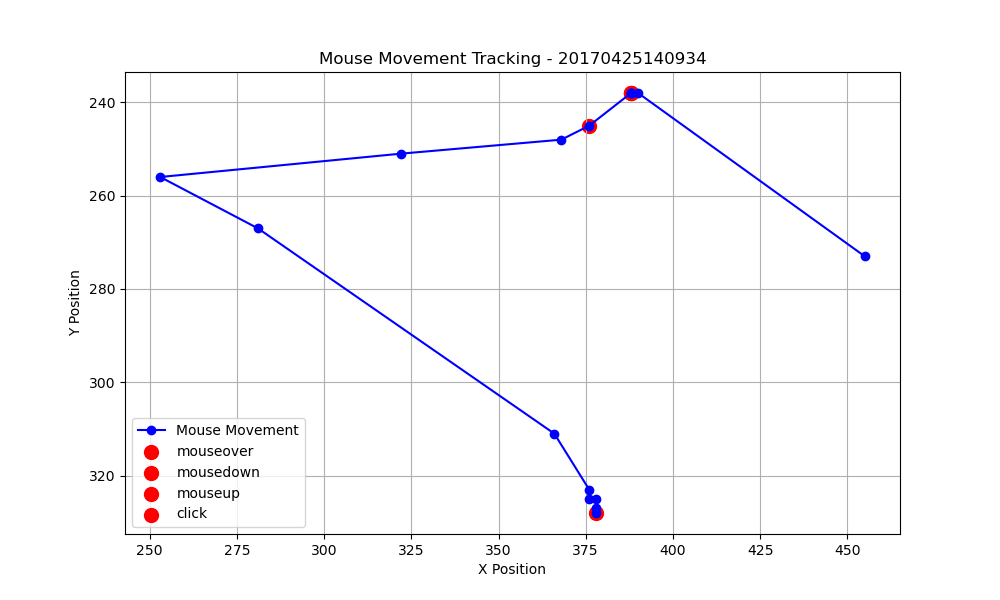 Mouse Movement Tracking - 20170425140934
Y Position
240
260
280
300
320
Mouse Movement
mouseover
mousedown
mouseup
click
250 275 300 325 350 375 400 425 450
X Position